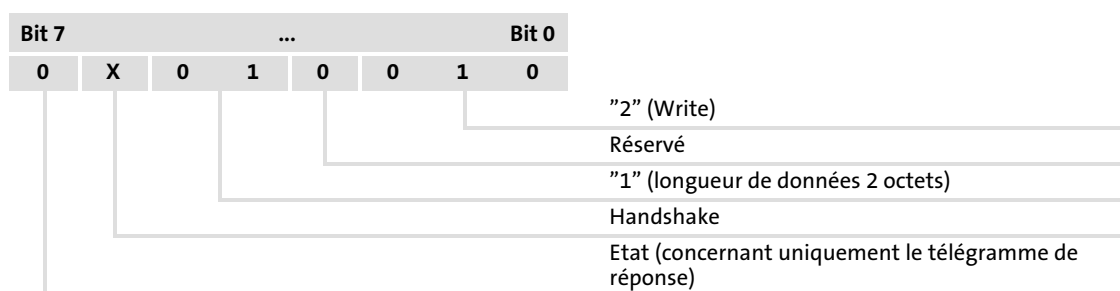 Bit 7 ... Bit 0
0 X 0 1 0 0 1 0
”2” (Write)
Réservé
”1” (longueur de données 2 octets)
Handshake
Etat (concernant uniquement le télégramme de
réponse)